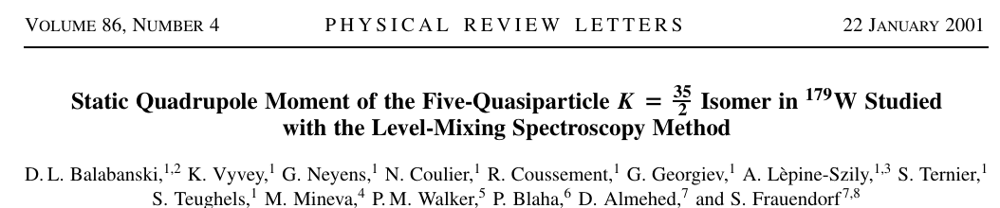 VOLUME 86, NUMBER 4 PHYSICAL REVIEW LETTERS 22 JANUARY 2001
Static Quadrupole Moment of the Five-Quasiparticle K = 35/2 Isomer in ¹⁷⁹W Studied
with the Level-Mixing Spectroscopy Method
D. L. Balabanski,¹,² K. Vyvey,¹ G. Neyens,¹ N. Coulier,¹ R. Coussement,¹ G. Georgiev,¹ A. Lèpine-Szily,¹,³ S. Ternier,¹
S. Teughels,¹ M. Mineva,⁴ P. M. Walker,⁵ P. Blaha,⁶ D. Almehed,⁷ and S. Frauendorf⁷,⁸